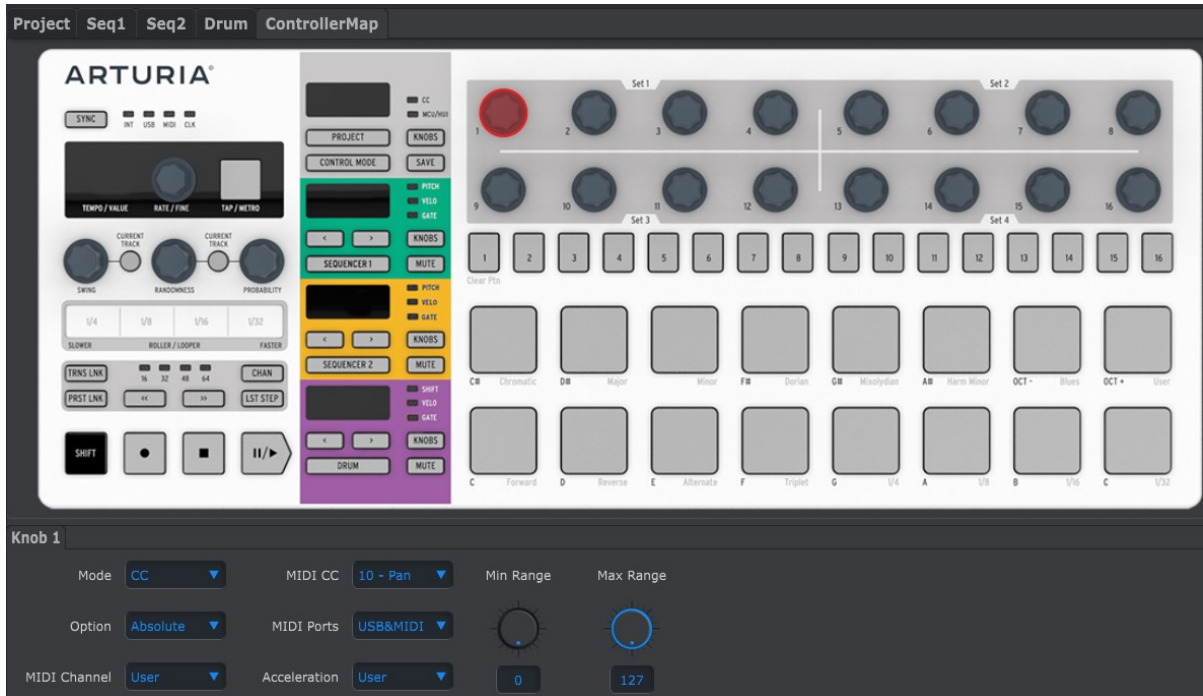 Project Seq1 Seq2 Drum ControllerMap
ARTURIA
SYNC
INT USB MIDI CLK
TEMPO / VALUE RATE / FINE TAP / METRO
CURRENT TRACK CURRENT TRACK
SWING RANDOMNESS PROBABILITY
1/4 1/8 1/16 1/32
SLOWER ROLLER / LOOPER FASTER
TRNS LNK 16 32 48 64 CHAN
PRST LNK << >> LST STEP
SHIFT
CC
MCU/HUI
PROJECT KNOBS
CONTROL MODE SAVE
PITCH
VELO
GATE
< > KNOBS
SEQUENCER 1 MUTE
PITCH
VELO
GATE
< > KNOBS
SEQUENCER 2 MUTE
SHIFT
VELO
GATE
< > KNOBS
DRUM MUTE
Set 1 Set 2
1 2 3 4 5 6 7 8
9 10 11 12 13 14 15 16
Set 3 Set 4
1 2 3 4 5 6 7 8 9 10 11 12 13 14 15 16
Clear Ptn
C# Chromatic D# Major Minor F# Dorian G# Mixolydian A# Harm Minor OCT - Blues OCT + User
C Forward D Reverse E Alternate F Triplet G 1/4 A 1/8 B 1/16 C 1/32
Knob 1
Mode CC MIDI CC 10 - Pan Min Range Max Range
Option Absolute MIDI Ports USB&MIDI
MIDI Channel User Acceleration User 0 127